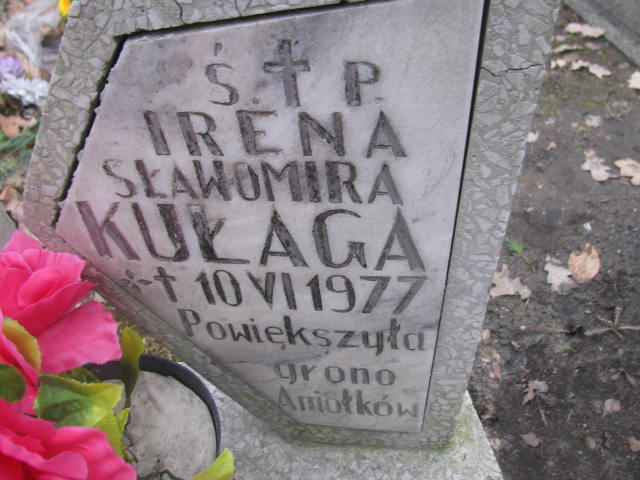 Ś. † P.
IRENA
SŁAWOMIRA
KUŁAGA
*† 10 VI 1977
Powiększyła
grono
Aniołków